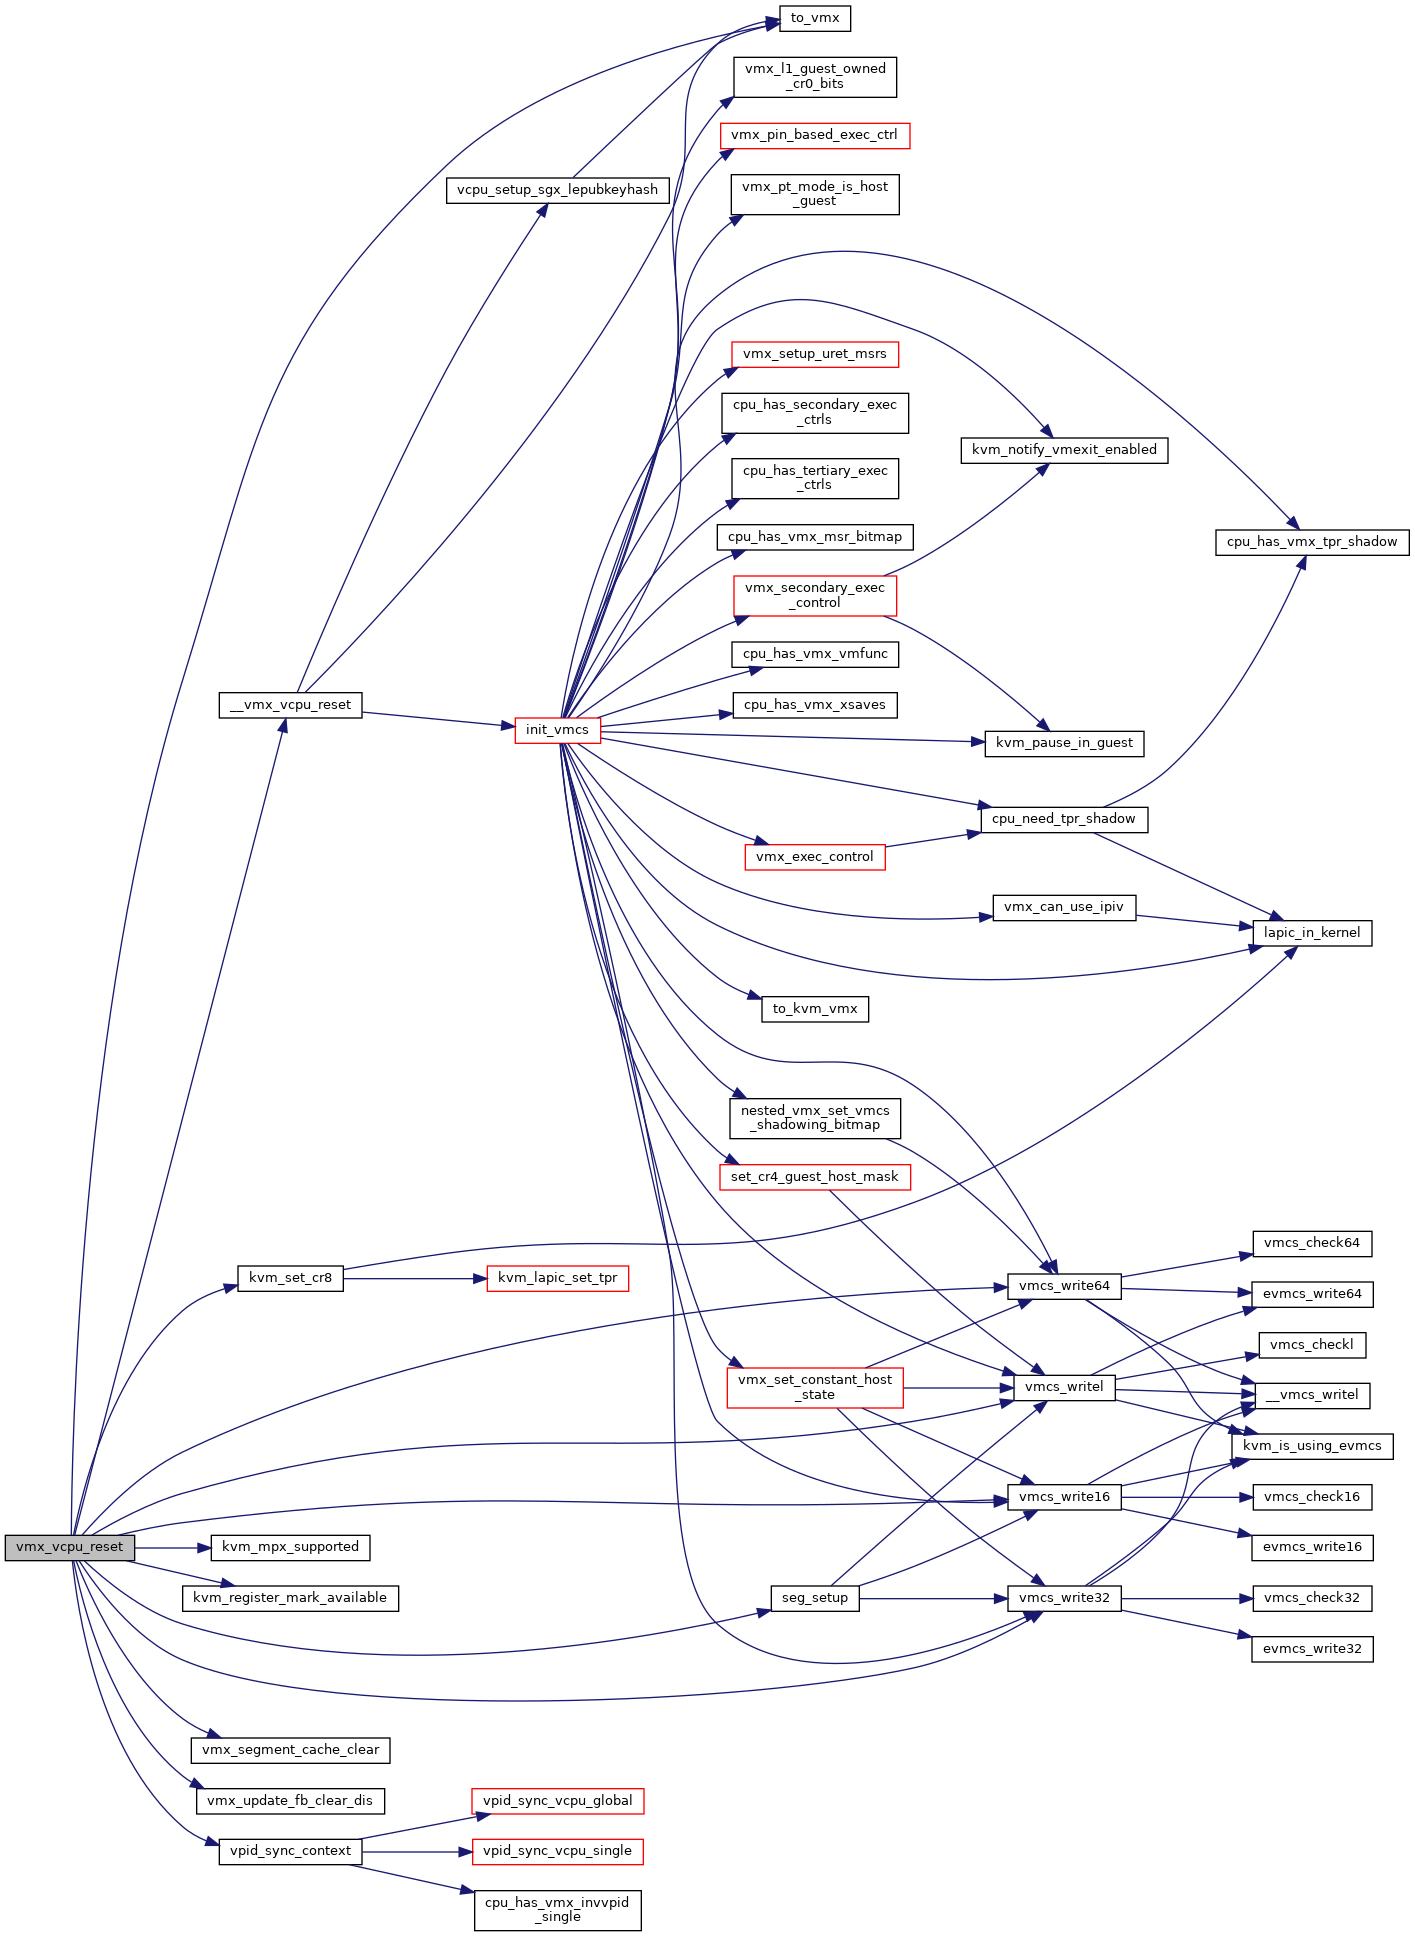 to_vmx
vmx_l1_guest_owned
_cr0_bits
vmx_pin_based_exec_ctrl
vmx_pt_mode_is_host
_guest
vcpu_setup_sgx_lepubkeyhash
vmx_setup_uret_msrs
cpu_has_secondary_exec
_ctrls
kvm_notify_vmexit_enabled
cpu_has_tertiary_exec
_ctrls
cpu_has_vmx_msr_bitmap
cpu_has_vmx_tpr_shadow
vmx_secondary_exec
_control
cpu_has_vmx_vmfunc
__vmx_vcpu_reset
cpu_has_vmx_xsaves
init_vmcs
kvm_pause_in_guest
cpu_need_tpr_shadow
vmx_exec_control
vmx_can_use_ipiv
lapic_in_kernel
to_kvm_vmx
nested_vmx_set_vmcs
_shadowing_bitmap
set_cr4_guest_host_mask
vmcs_check64
kvm_set_cr8
kvm_lapic_set_tpr
vmcs_write64
evmcs_write64
vmcs_checkl
vmx_set_constant_host
_state
vmcs_writel
__vmcs_writel
kvm_is_using_evmcs
vmcs_write16
vmcs_check16
vmx_vcpu_reset
kvm_mpx_supported
evmcs_write16
kvm_register_mark_available
seg_setup
vmcs_write32
vmcs_check32
evmcs_write32
vmx_segment_cache_clear
vmx_update_fb_clear_dis
vpid_sync_vcpu_global
vpid_sync_context
vpid_sync_vcpu_single
cpu_has_vmx_invvpid
_single